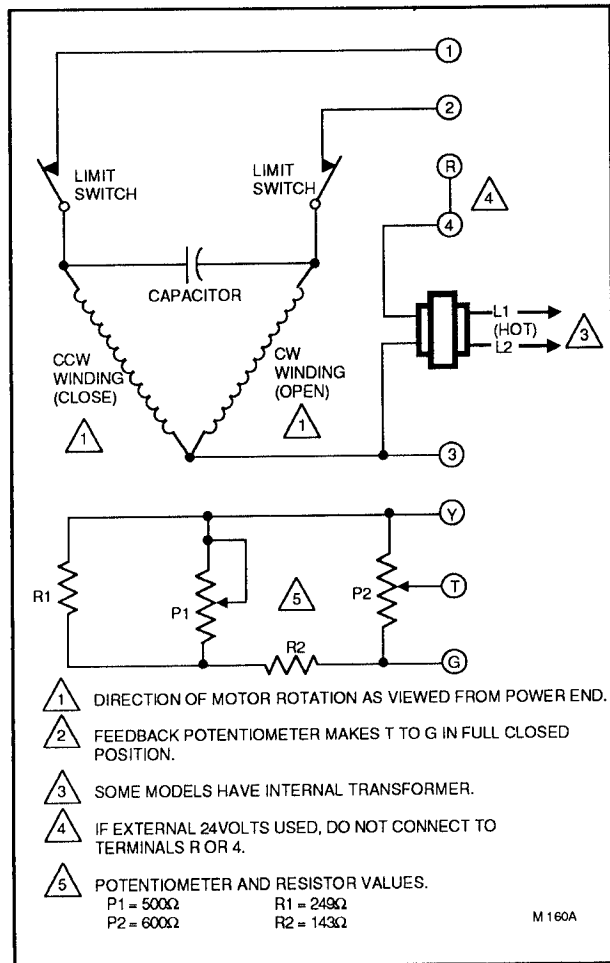 1
2
LIMIT
SWITCH
LIMIT
SWITCH
R
4
4
CAPACITOR
L1
(HOT)
L2
3
CCW
WINDING
(CLOSE)
CW
WINDING
(OPEN)
1
1
3
Y
R1
P1
5
P2
T
R2
G
1 DIRECTION OF MOTOR ROTATION AS VIEWED FROM POWER END.
2 FEEDBACK POTENTIOMETER MAKES T TO G IN FULL CLOSED
POSITION.
3 SOME MODELS HAVE INTERNAL TRANSFORMER.
4 IF EXTERNAL 24VOLTS USED, DO NOT CONNECT TO
TERMINALS R OR 4.
5 POTENTIOMETER AND RESISTOR VALUES.
P1 = 500Ω R1 = 249Ω
P2 = 600Ω R2 = 143Ω
M 160A